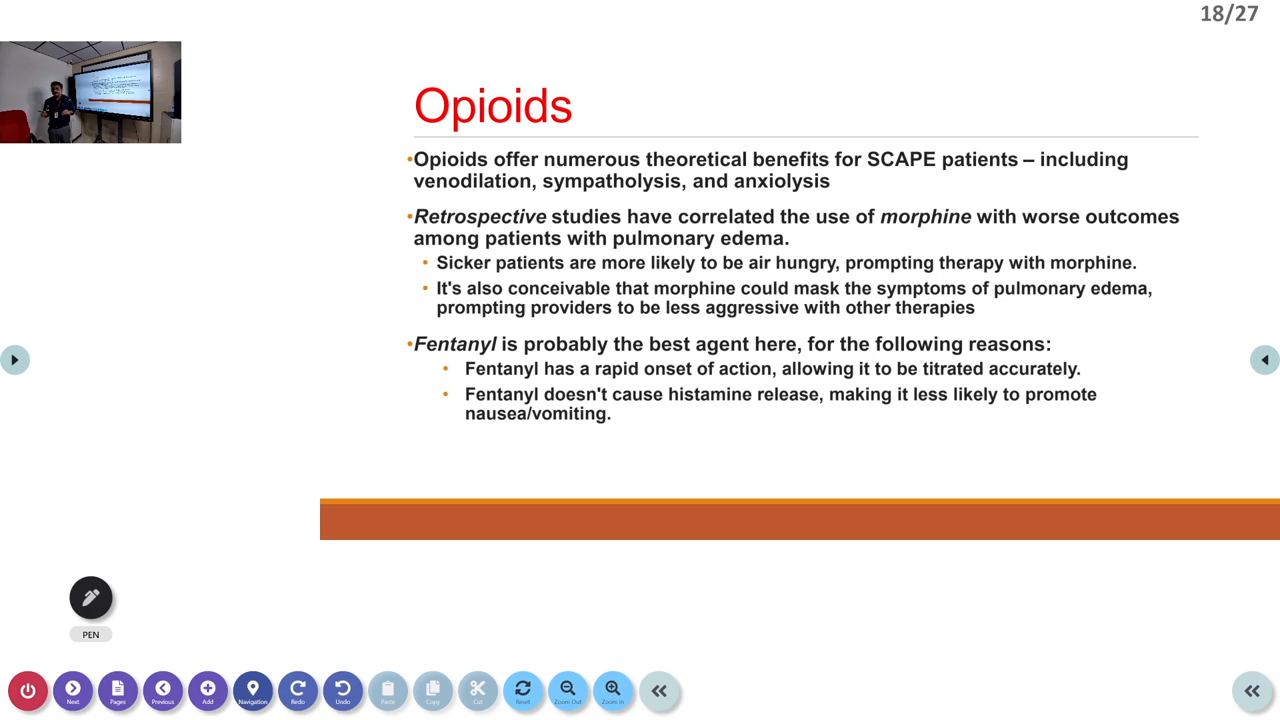 18/27
Opioids
•Opioids offer numerous theoretical benefits for SCAPE patients – including
venodilation, sympatholysis, and anxiolysis
•Retrospective studies have correlated the use of morphine with worse outcomes
among patients with pulmonary edema.
• Sicker patients are more likely to be air hungry, prompting therapy with morphine.
• It's also conceivable that morphine could mask the symptoms of pulmonary edema,
prompting providers to be less aggressive with other therapies
•Fentanyl is probably the best agent here, for the following reasons:
• Fentanyl has a rapid onset of action, allowing it to be titrated accurately.
• Fentanyl doesn't cause histamine release, making it less likely to promote
nausea/vomiting.
PEN
Next Pages Previous Add Navigation Redo Undo Paste Copy Cut Reset Zoom Out Zoom In